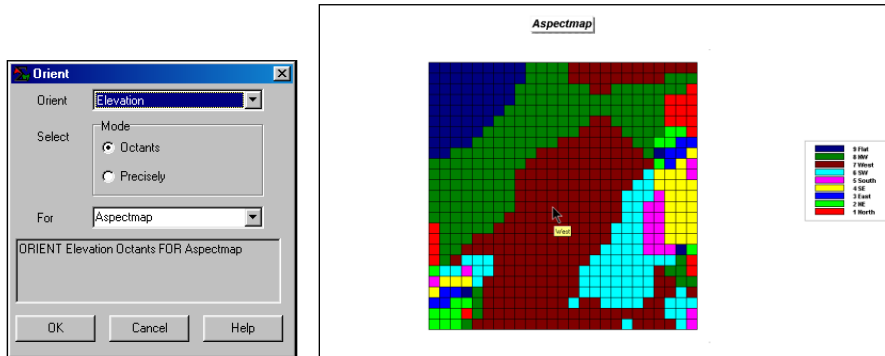 Orient
Orient
Elevation
Select
Mode
Octants
Precisely
For
Aspectmap
ORIENT Elevation Octants FOR Aspectmap
OK
Cancel
Help
Aspectmap
West
9 Flat
8 NW
7 West
6 SW
5 South
4 SE
3 East
2 NE
1 North